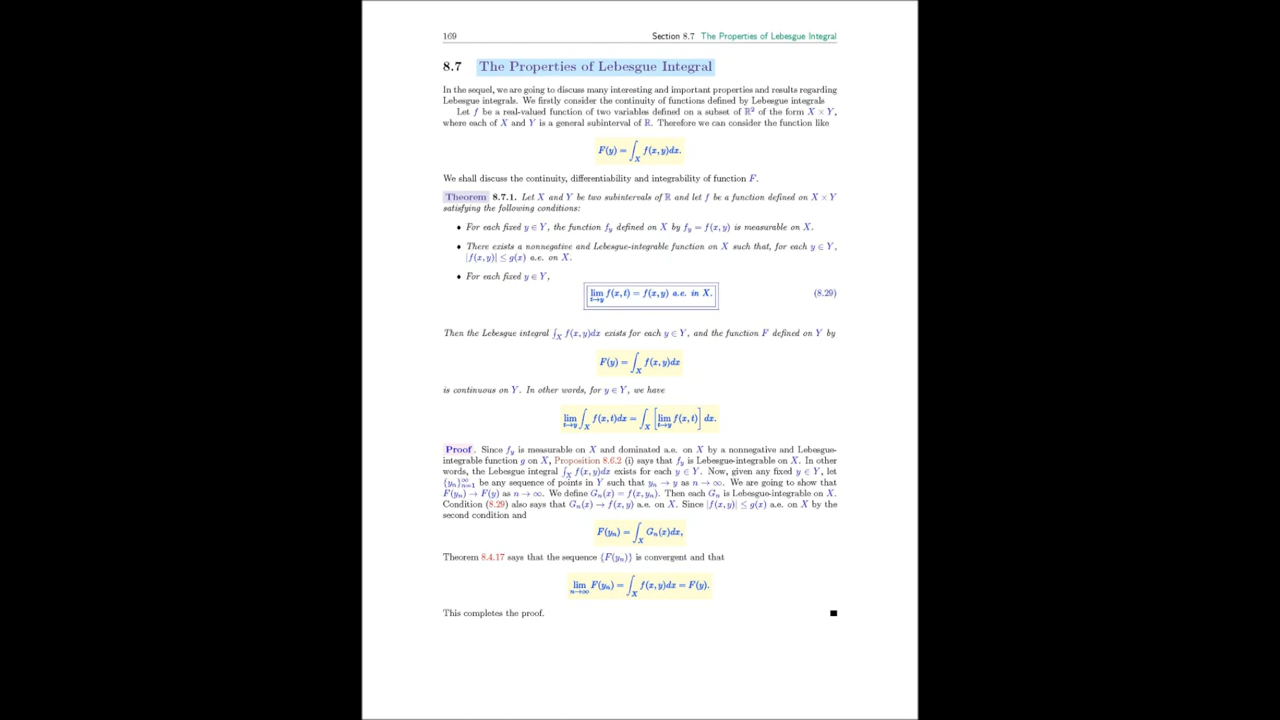 169 Section 8.7 The Properties of Lebesgue Integral
8.7 The Properties of Lebesgue Integral
In the sequel, we are going to discuss many interesting and important properties and results regarding
Lebesgue integrals. We firstly consider the continuity of functions defined by Lebesgue integrals
Let f be a real-valued function of two variables defined on a subset of ℝ² of the form X × Y,
where each of X and Y is a general subinterval of ℝ. Therefore we can consider the function like
F(y) = ∫_X f(x, y)dx.
We shall discuss the continuity, differentiability and integrability of function F.
Theorem 8.7.1. Let X and Y be two subintervals of ℝ and let f be a function defined on X × Y
satisfying the following conditions:
• For each fixed y ∈ Y, the function f_y defined on X by f_y = f(x, y) is measurable on X.
• There exists a nonnegative and Lebesgue-integrable function on X such that, for each y ∈ Y,
|f(x, y)| ≤ g(x) a.e. on X.
• For each fixed y ∈ Y,
lim_{t→y} f(x, t) = f(x, y) a.e. in X. (8.29)
Then the Lebesgue integral ∫_X f(x, y)dx exists for each y ∈ Y, and the function F defined on Y by
F(y) = ∫_X f(x, y)dx
is continuous on Y. In other words, for y ∈ Y, we have
lim_{t→y} ∫_X f(x, t)dx = ∫_X [lim_{t→y} f(x, t)] dx.
Proof. Since f_y is measurable on X and dominated a.e. on X by a nonnegative and Lebesgue-
integrable function g on X, Proposition 8.6.2 (i) says that f_y is Lebesgue-integrable on X. In other
words, the Lebesgue integral ∫_X f(x, y)dx exists for each y ∈ Y. Now, given any fixed y ∈ Y, let
{y_n}_{n=1}^∞ be any sequence of points in Y such that y_n → y as n → ∞. We are going to show that
F(y_n) → F(y) as n → ∞. We define G_n(x) = f(x, y_n). Then each G_n is Lebesgue-integrable on X.
Condition (8.29) also says that G_n(x) → f(x, y) a.e. on X. Since |f(x, y)| ≤ g(x) a.e. on X by the
second condition and
F(y_n) = ∫_X G_n(x)dx,
Theorem 8.4.17 says that the sequence {F(y_n)} is convergent and that
lim_{n→∞} F(y_n) = ∫_X f(x, y)dx = F(y).
This completes the proof. ■